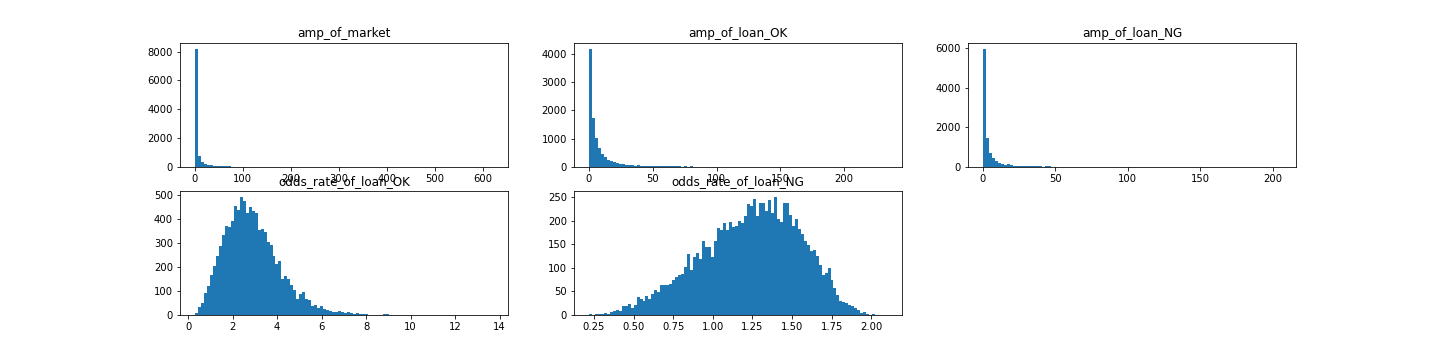 amp_of_market
amp_of_loan_OK
amp_of_loan_NG
8000
6000
4000
2000
0
0 100 200 300 400 500 600
4000
3000
2000
1000
0
0 50 100 150 200
6000
4000
2000
0
0 50 100 150 200
odds_rate_of_loan_OK
odds_rate_of_loan_NG
500
400
300
200
100
0
0 2 4 6 8 10 12 14
250
200
150
100
50
0
0.25 0.50 0.75 1.00 1.25 1.50 1.75 2.00